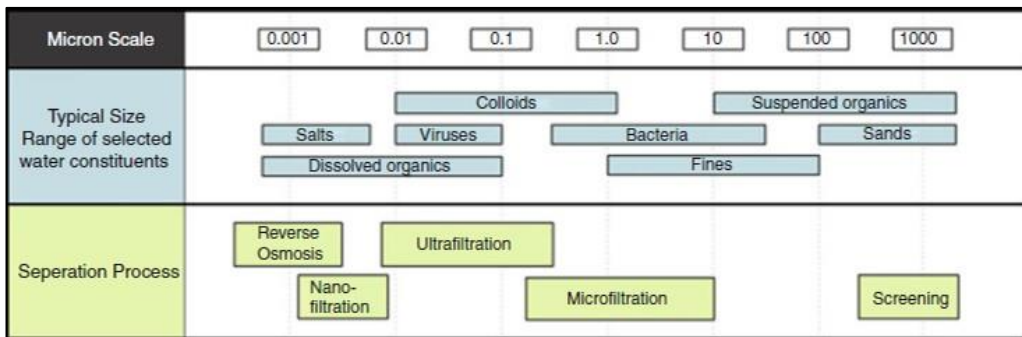 Micron Scale
0.001 0.01 0.1 1.0 10 100 1000
Typical Size
Range of selected
water constituents
Colloids Suspended organics
Salts Viruses Bacteria Sands
Dissolved organics Fines
Seperation Process
Reverse
Osmosis
Ultrafiltration
Nano-
filtration
Microfiltration
Screening